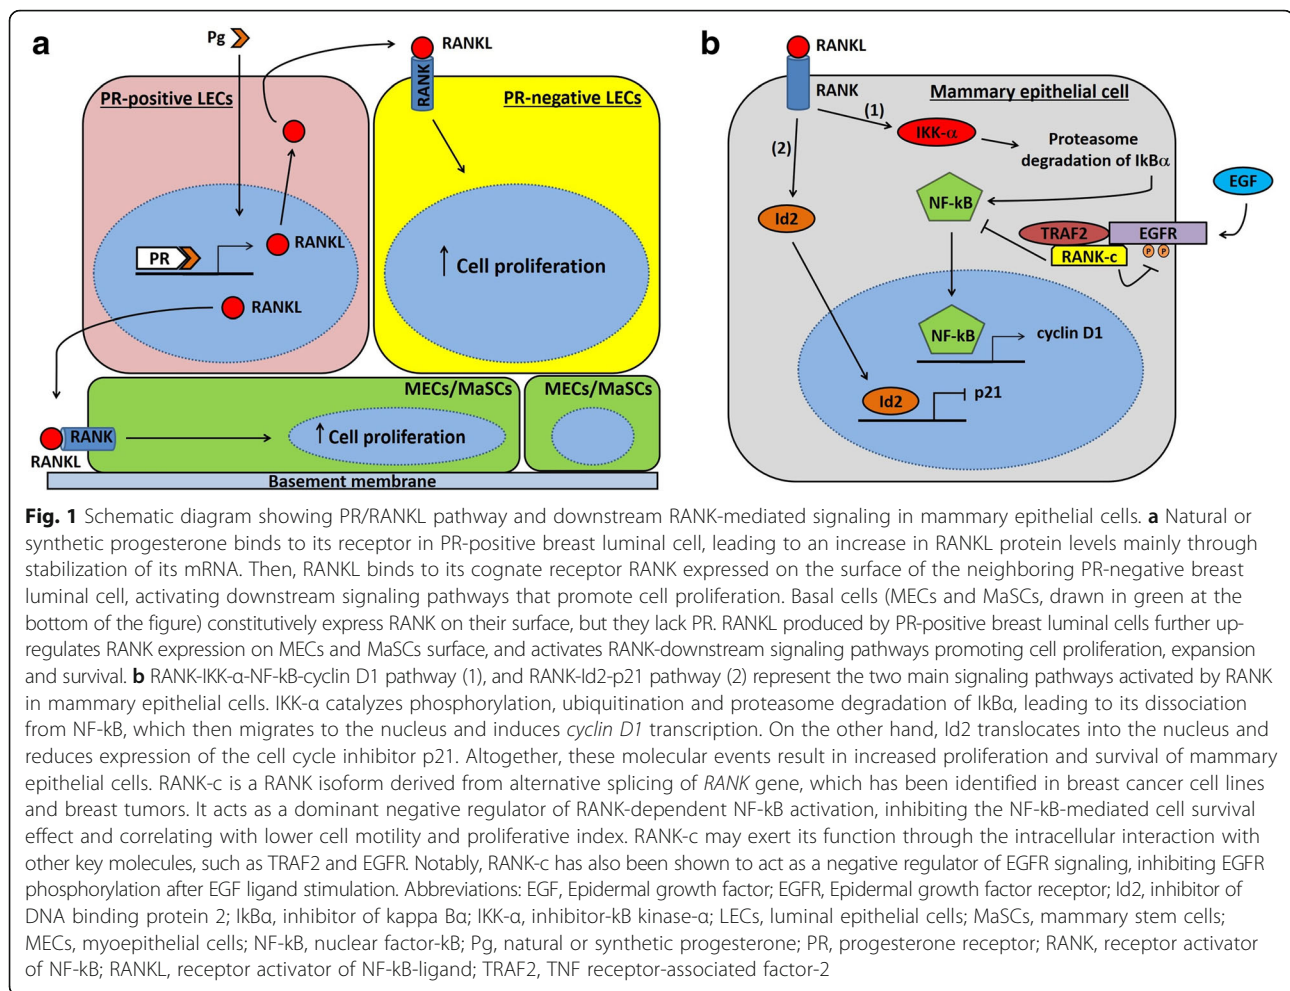 a
Pg
RANKL
RANK
PR-positive LECs
PR-negative LECs
PR
RANKL
↑ Cell proliferation
RANKL
MECs/MaSCs
MECs/MaSCs
RANK
↑ Cell proliferation
RANKL
Basement membrane
b
RANKL
RANK
Mammary epithelial cell
(1)
IKK-α
(2)
Proteasome
degradation of IkBα
EGF
NF-kB
Id2
TRAF2
EGFR
RANK-c
P P
NF-kB
cyclin D1
Id2
p21
Fig. 1 Schematic diagram showing PR/RANKL pathway and downstream RANK-mediated signaling in mammary epithelial cells. a Natural or
synthetic progesterone binds to its receptor in PR-positive breast luminal cell, leading to an increase in RANKL protein levels mainly through
stabilization of its mRNA. Then, RANKL binds to its cognate receptor RANK expressed on the surface of the neighboring PR-negative breast
luminal cell, activating downstream signaling pathways that promote cell proliferation. Basal cells (MECs and MaSCs, drawn in green at the
bottom of the figure) constitutively express RANK on their surface, but they lack PR. RANKL produced by PR-positive breast luminal cells further up-
regulates RANK expression on MECs and MaSCs surface, and activates RANK-downstream signaling pathways promoting cell proliferation, expansion
and survival. b RANK-IKK-α-NF-kB-cyclin D1 pathway (1), and RANK-Id2-p21 pathway (2) represent the two main signaling pathways activated by RANK
in mammary epithelial cells. IKK-α catalyzes phosphorylation, ubiquitination and proteasome degradation of IkBα, leading to its dissociation
from NF-kB, which then migrates to the nucleus and induces cyclin D1 transcription. On the other hand, Id2 translocates into the nucleus and
reduces expression of the cell cycle inhibitor p21. Altogether, these molecular events result in increased proliferation and survival of mammary
epithelial cells. RANK-c is a RANK isoform derived from alternative splicing of RANK gene, which has been identified in breast cancer cell lines
and breast tumors. It acts as a dominant negative regulator of RANK-dependent NF-kB activation, inhibiting the NF-kB-mediated cell survival
effect and correlating with lower cell motility and proliferative index. RANK-c may exert its function through the intracellular interaction with
other key molecules, such as TRAF2 and EGFR. Notably, RANK-c has also been shown to act as a negative regulator of EGFR signaling, inhibiting EGFR
phosphorylation after EGF ligand stimulation. Abbreviations: EGF, Epidermal growth factor; EGFR, Epidermal growth factor receptor; Id2, inhibitor of
DNA binding protein 2; IkBα, inhibitor of kappa Bα; IKK-α, inhibitor-kB kinase-α; LECs, luminal epithelial cells; MaSCs, mammary stem cells;
MECs, myoepithelial cells; NF-kB, nuclear factor-kB; Pg, natural or synthetic progesterone; PR, progesterone receptor; RANK, receptor activator
of NF-kB; RANKL, receptor activator of NF-kB-ligand; TRAF2, TNF receptor-associated factor-2